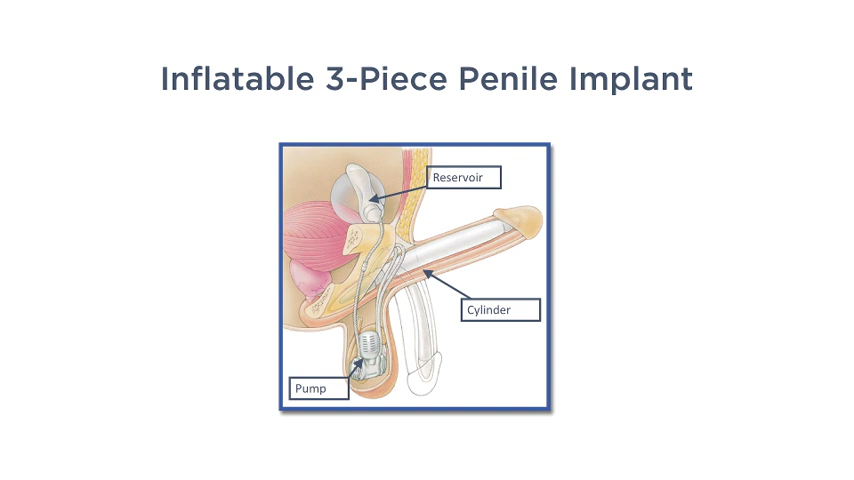 Inflatable 3-Piece Penile Implant
Reservoir
Cylinder
Pump